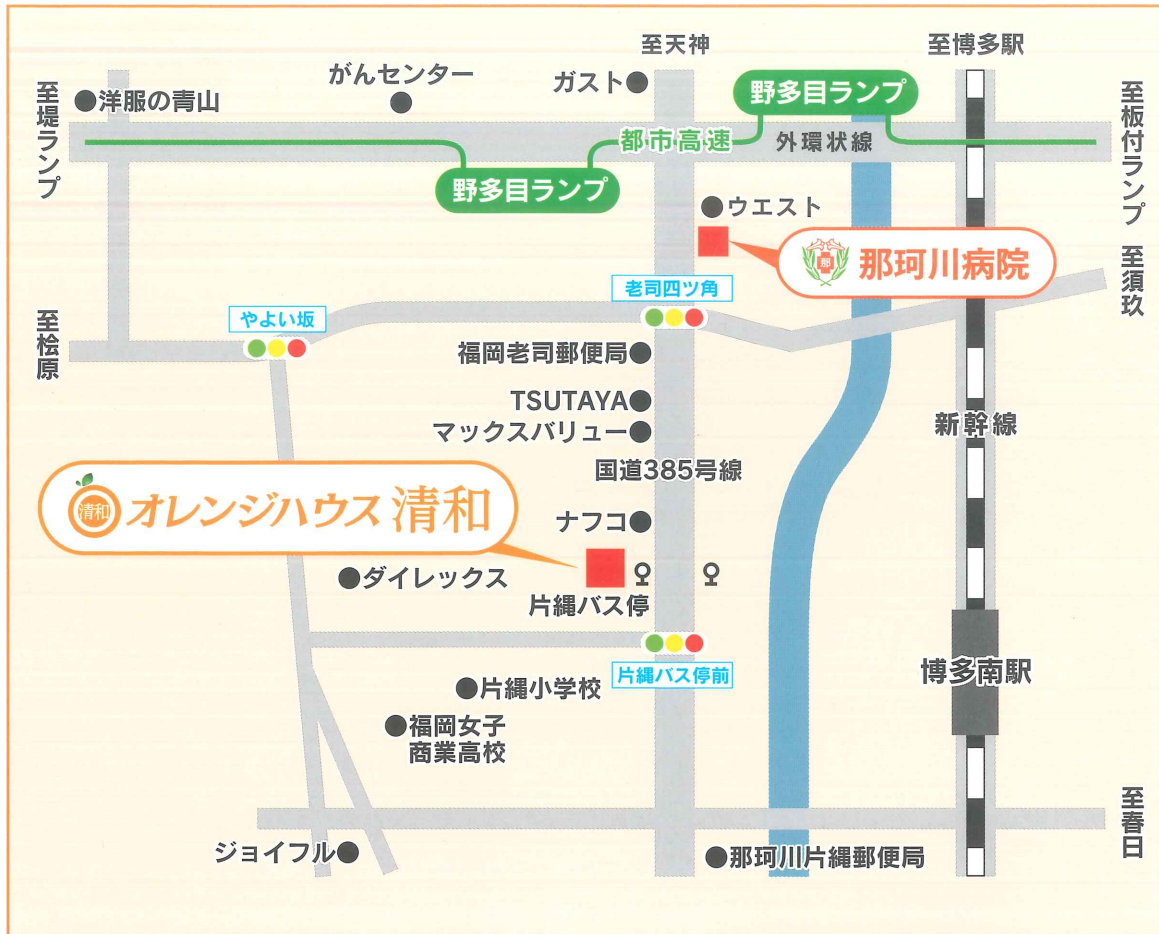 至天神
至博多駅
至堤ランプ
洋服の青山
がんセンター
ガスト
野多目ランプ
至板付ランプ
都市高速
外環状線
野多目ランプ
ウエスト
那
那珂川病院
至須玖
老司四ツ角
やよい坂
至桧原
福岡老司郵便局
TSUTAYA
マックスバリュー
新幹線
国道385号線
清和
オレンジハウス 清和
ナフコ
ダイレックス
片縄バス停
片縄バス停前
博多南駅
片縄小学校
福岡女子
商業高校
至春日
ジョイフル
那珂川片縄郵便局